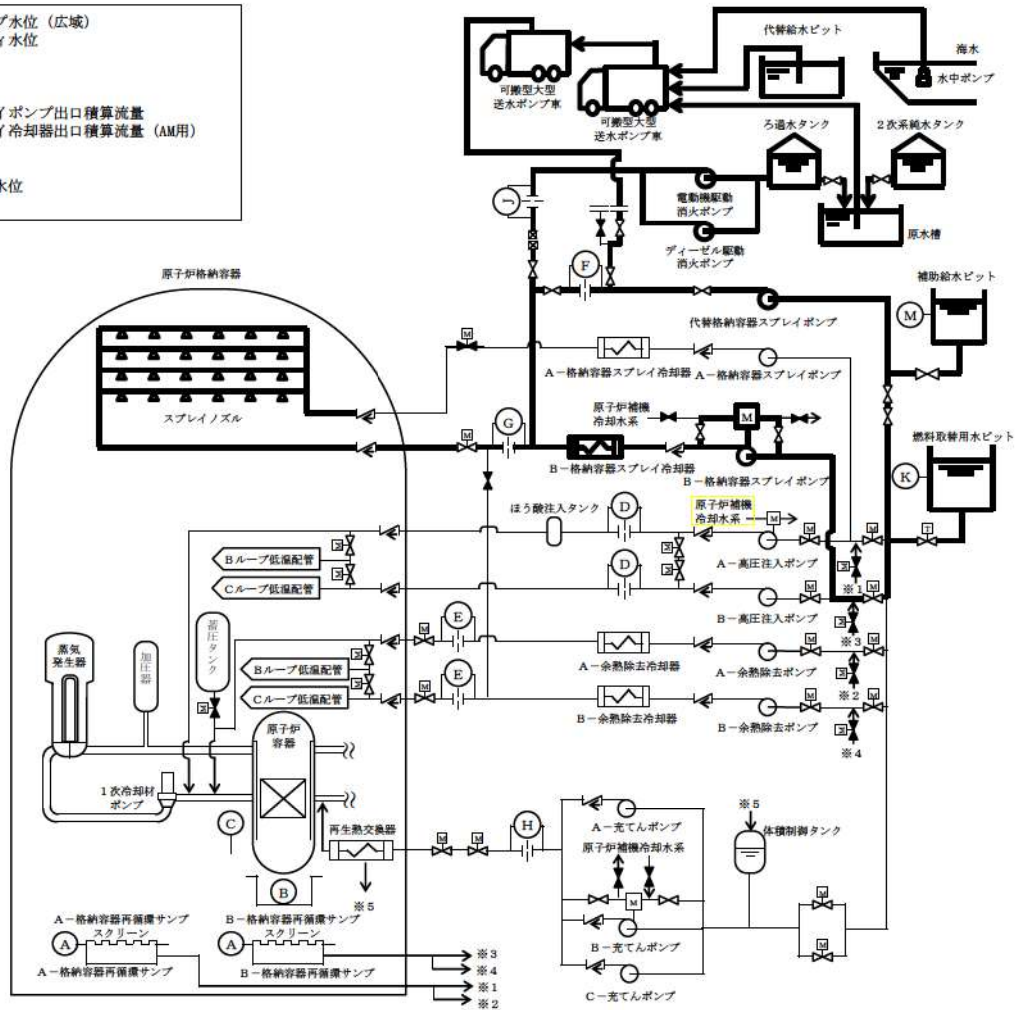 プ水位（広域）
ィ水位
イポンプ出口積算流量
イ冷却器出口積算流量（AM用）
水位
可搬型大型
送水ポンプ車
可搬型大型
送水ポンプ車
代替給水ピット
海水
水中ポンプ
ろ過水タンク
2次系純水タンク
原水槽
電動機駆動
消火ポンプ
ディーゼル駆動
消火ポンプ
J
F
代替格納容器スプレイポンプ
補助給水ピット
M
原子炉格納容器
スプレイノズル
M
A－格納容器スプレイ冷却器
A－格納容器スプレイポンプ
原子炉補機
冷却水系
M
G
M
B－格納容器スプレイ冷却器
B－格納容器スプレイポンプ
燃料取替用水ピット
K
T
ほう酸注入タンク
D
原子炉補機
冷却水系
M
M
M
A－高圧注入ポンプ
M
※1
M
M
Bループ低温配管
Cループ低温配管
D
M
M
M
M
B－高圧注入ポンプ
M
※3
蓄圧タンク
M
E
M
A－余熱除去冷却器
A－余熱除去ポンプ
M
M
M
※2
Bループ低温配管
Cループ低温配管
M
M
M
E
B－余熱除去冷却器
B－余熱除去ポンプ
M
M
M
※4
蒸気
発生器
加圧器
原子炉
容器
1次冷却材
ポンプ
C
B
再生熱交換器
※5
M
M
H
A－充てんポンプ
原子炉補機冷却水系
M
B－充てんポンプ
C－充てんポンプ
※5
体積制御タンク
M
M
A－格納容器再循環サンプ
スクリーン
A
A－格納容器再循環サンプ
B－格納容器再循環サンプ
スクリーン
A
B－格納容器再循環サンプ
※3
※4
※1
※2